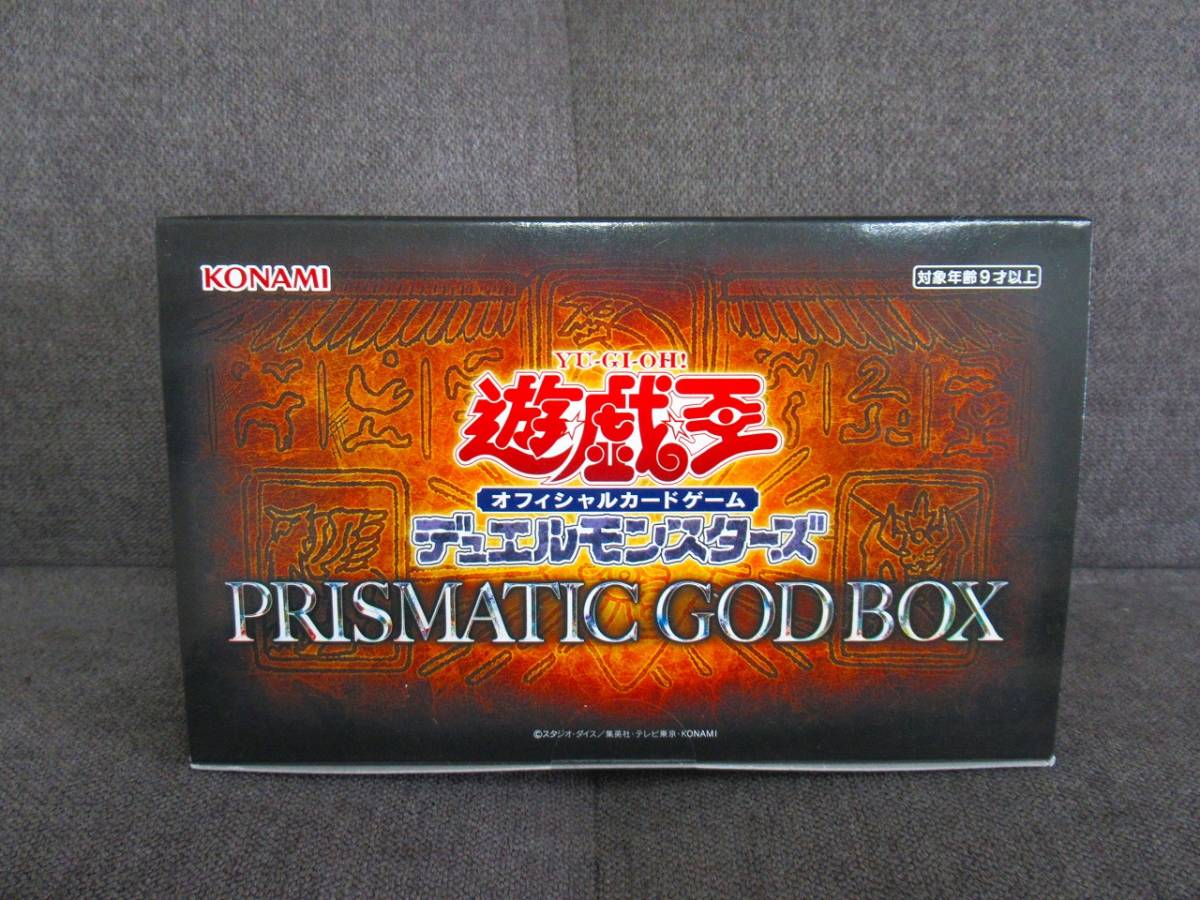 KONAMI
対象年齢9才以上
YU-GI-OH!
遊戯王
オフィシャルカードゲーム
デュエルモンスターズ
PRISMATIC GOD BOX
©スタジオ・ダイス／集英社・テレビ東京・KONAMI